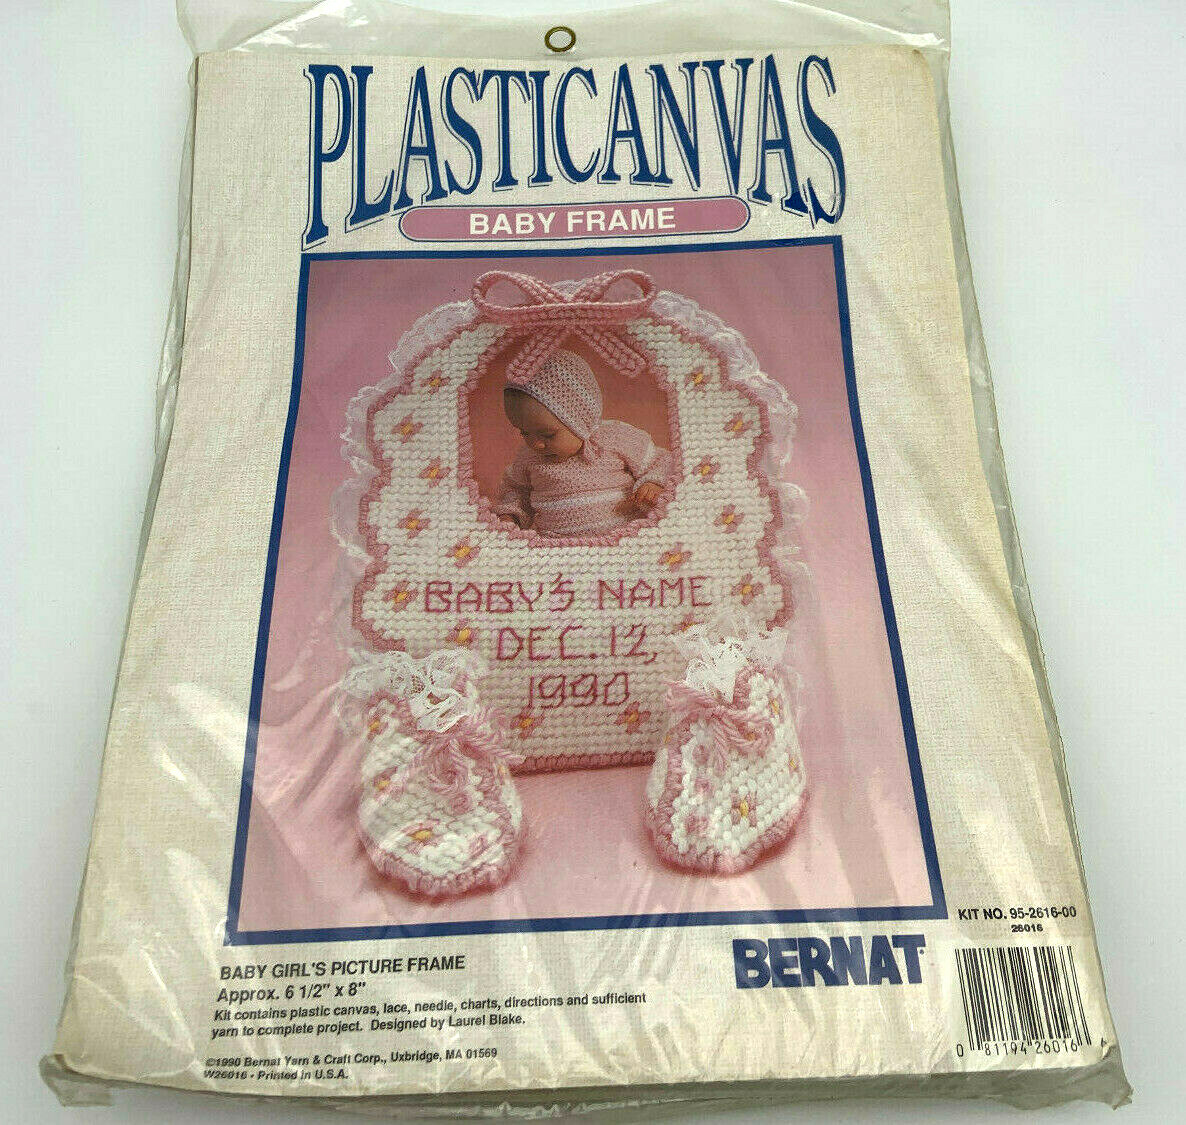 PLASTICANVAS
BABY FRAME
BABY'S NAME
DEC. 12,
1990
KIT NO. 95-2616-00
26016
BERNAT
BABY GIRL'S PICTURE FRAME
Approx. 6 1/2" x 8"
Kit contains plastic canvas, lace, needle, charts, directions and sufficient
yarn to complete project. Designed by Laurel Blake.
©1990 Bernat Yarn & Craft Corp., Uxbridge, MA 01569
W26016 • Printed in U.S.A.
0 81194 26016